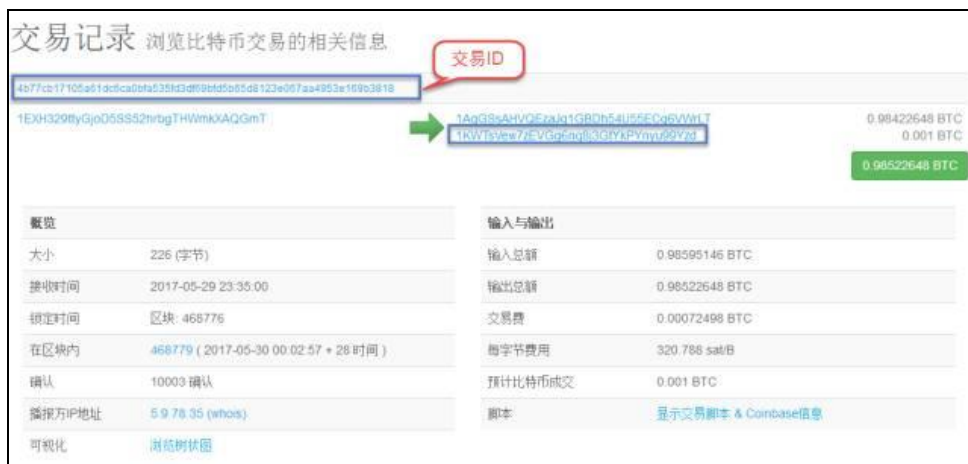 交易记录 浏览比特币交易的相关信息
交易ID
0.98422648 BTC
0.001 BTC
0.98522648 BTC
概览
大小 226 (字节)
接收时间 2017-05-29 23:35:00
锁定时间 区块: 468776
在区块内 468779 ( 2017-05-30 00:02:57 + 28 时间 )
确认 10003 确认
播报方IP地址 5.9.78.35 (whois)
可视化 浏览树状图
输入与输出
输入总额 0.98595146 BTC
输出总额 0.98522648 BTC
交易费 0.00072498 BTC
每字节费用 320.788 sat/B
预计比特币成交 0.001 BTC
脚本 显示交易脚本 & Coinbase信息